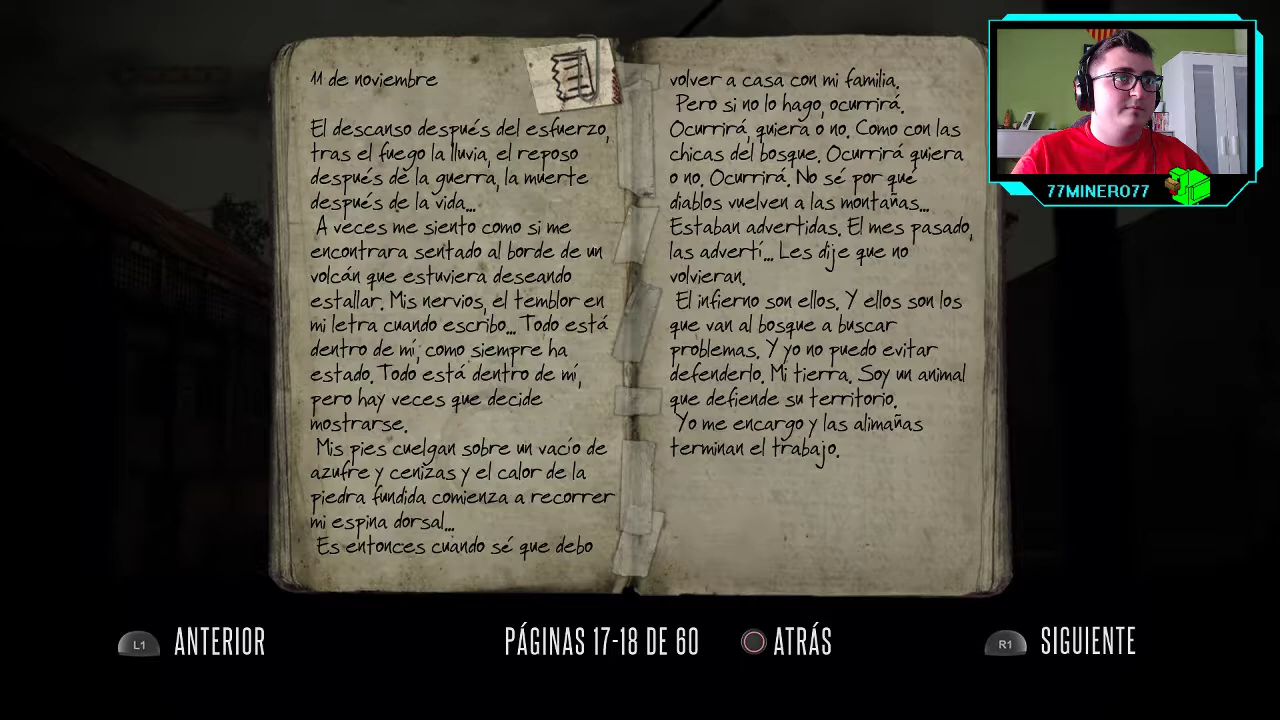 11 de noviembre
El descanso después del esfuerzo,
tras el fuego la lluvia, el reposo
después de la guerra, la muerte
después de la vida...
A veces me siento como si me
encontrara sentado al borde de un
volcán que estuviera deseando
estallar. Mis nervios, el temblor en
mi letra cuando escribo... Todo está
dentro de mí, como siempre ha
estado. Todo está dentro de mí,
pero hay veces que decide
mostrarse.
Mis pies cuelgan sobre un vacío de
azufre y cenizas y el calor de la
piedra fundida comienza a recorrer
mi espina dorsal...
Es entonces cuando sé que debo
volver a casa con mi familia.
Pero si no lo hago, ocurrirá.
Ocurrirá, quiera o no. Como con las
chicas del bosque. Ocurrirá quiera
o no. Ocurrirá. No sé por qué
diablos vuelven a las montañas...
Estaban advertidas. El mes pasado,
las advertí... Les dije que no
volvieran.
El infierno son ellos. Y ellos son los
que van al bosque a buscar
problemas. Y yo no puedo evitar
defenderlo. Mi tierra. Soy un animal
que defiende su territorio.
Yo me encargo y las alimañas
terminan el trabajo.
77MINERO77
L1 ANTERIOR
PÁGINAS 17-18 DE 60
ATRÁS
R1 SIGUIENTE